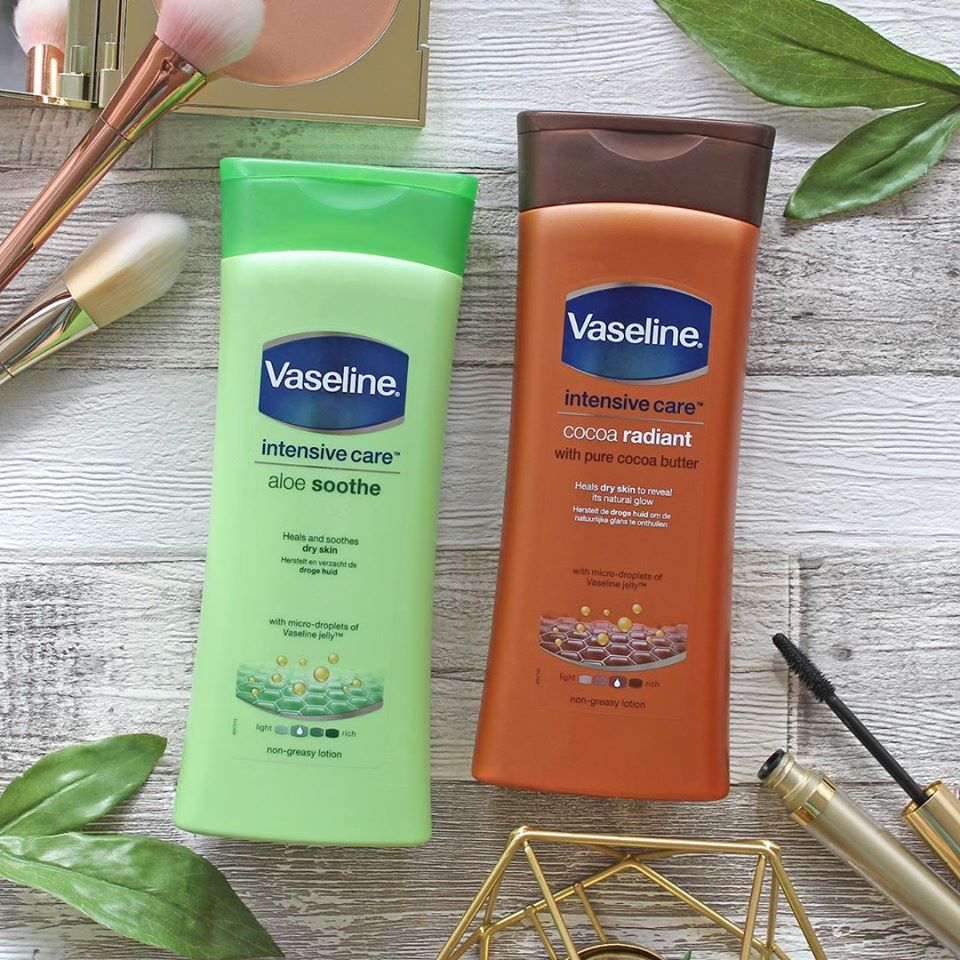 Vaseline®
intensive care™
aloe soothe
Heals and soothes
dry skin
Herstelt en verzacht de
droge huid
with micro-droplets of
Vaseline jelly™
light rich
non-greasy lotion
Vaseline®
intensive care™
cocoa radiant
with pure cocoa butter
Heals dry skin to reveal
its natural glow
Herstelt de droge huid om de
natuurlijke glans te onthullen
with micro-droplets of
Vaseline jelly™
light rich
non-greasy lotion